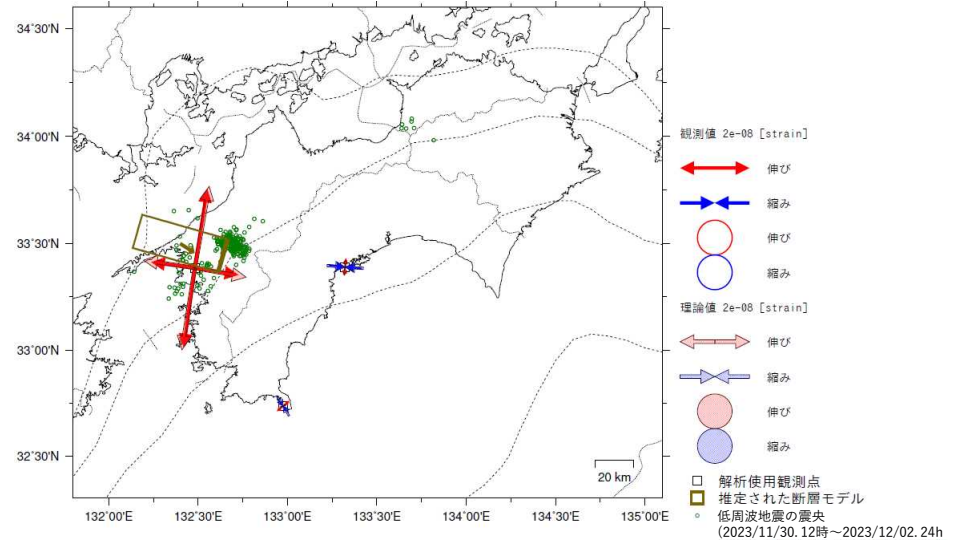 34˚30'N
34˚00'N
33˚30'N
33˚00'N
32˚30'N
132˚00'E 132˚30'E 133˚00'E 133˚30'E 134˚00'E 134˚30'E 135˚00'E
20 km
観測値 2e-08 [strain]
伸び
縮み
伸び
縮み
理論値 2e-08 [strain]
伸び
縮み
伸び
縮み
解析使用観測点
推定された断層モデル
低周波地震の震央
(2023/11/30.12時～2023/12/02.24h